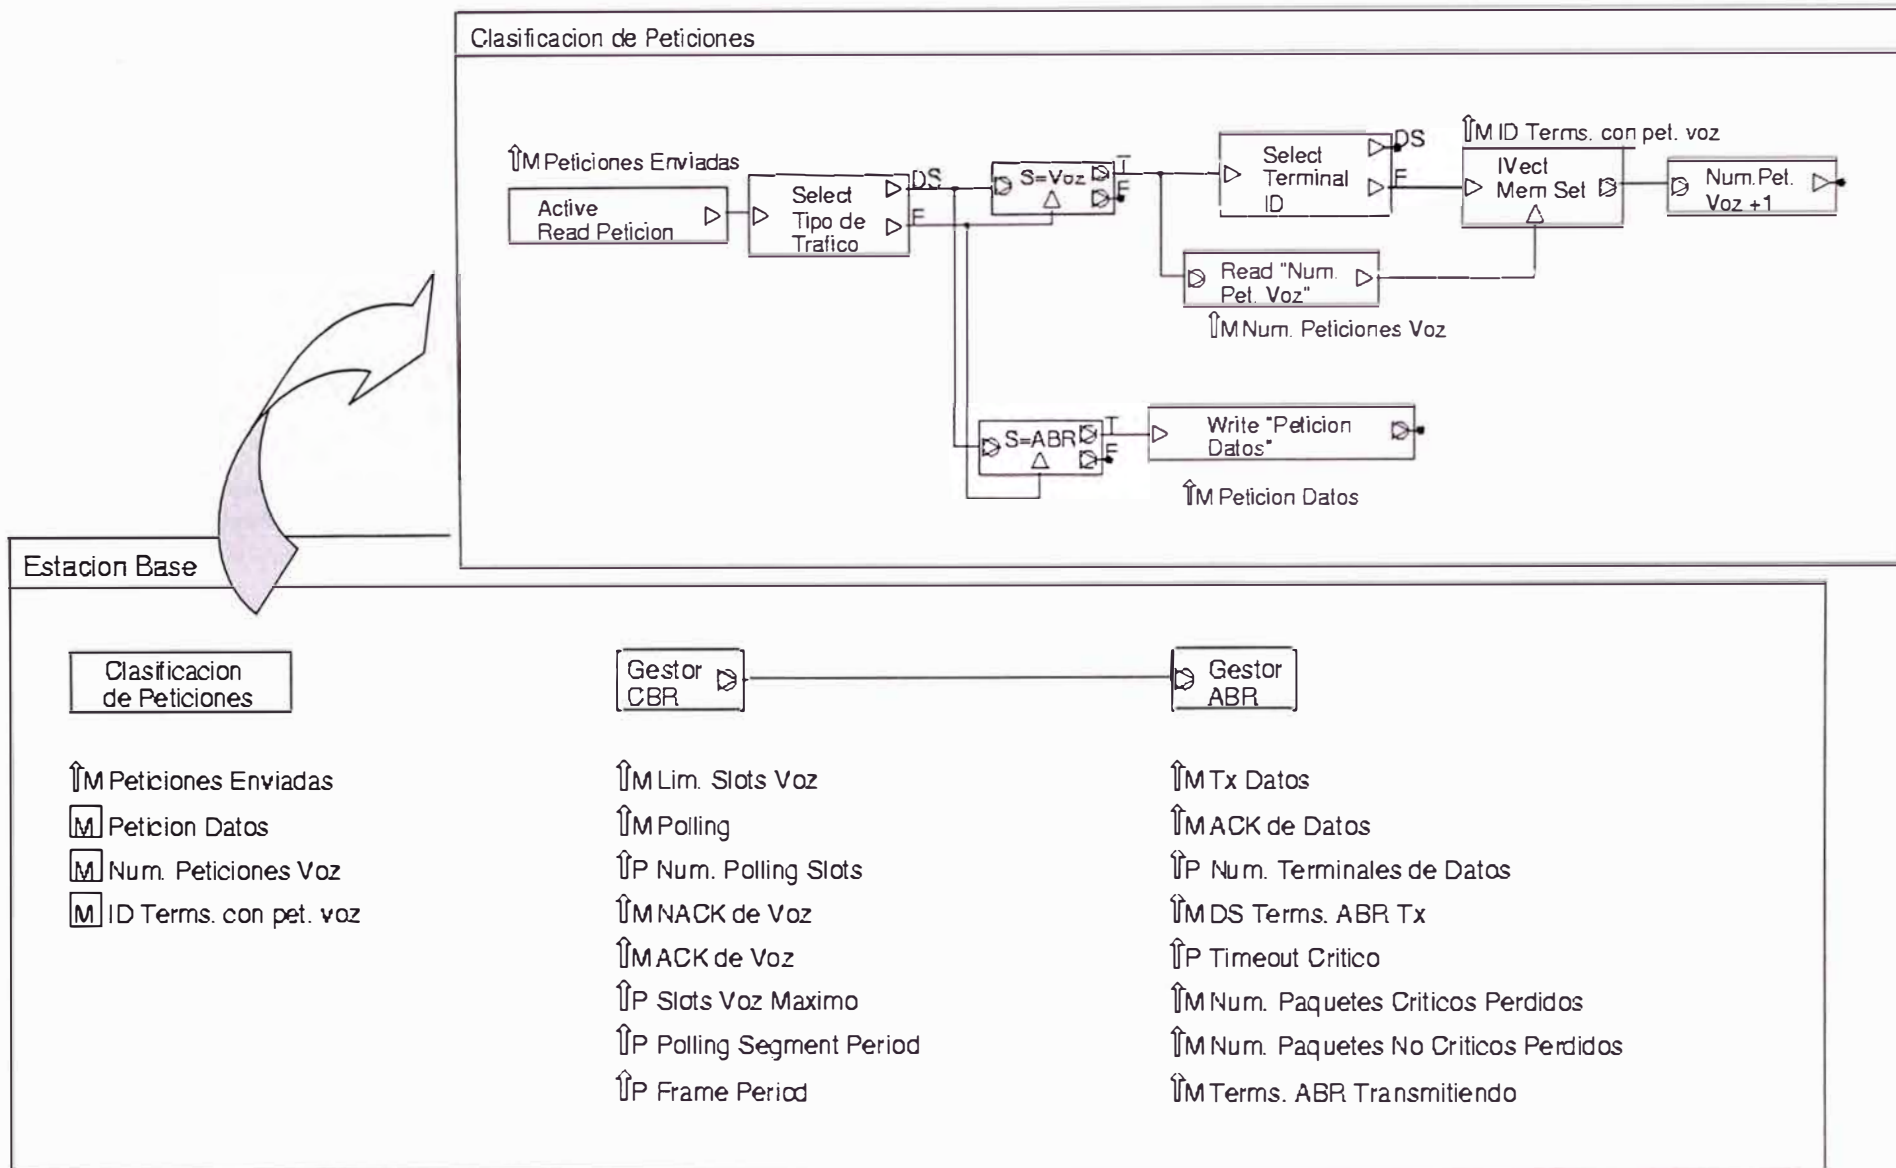 Clasificacion de Peticiones
⇑M Peticiones Enviadas
Active
Read Peticion
Select
Tipo de
Trafico
DS
F
S=Voz
T
F
Select
Terminal
ID
DS
F
⇑M ID Terms. con pet. voz
IVect
Mem Set
Num.Pet.
Voz +1
Read "Num.
Pet. Voz"
⇑M Num. Peticiones Voz
S=ABR
T
F
Write "Peticion
Datos"
⇑M Peticion Datos
Estacion Base
Clasificacion
de Peticiones
Gestor
CBR
Gestor
ABR
⇑M Peticiones Enviadas
M Peticion Datos
M Num. Peticiones Voz
M ID Terms. con pet. voz
⇑M Lim. Slots Voz
⇑M Polling
⇑P Num. Polling Slots
⇑M NACK de Voz
⇑M ACK de Voz
⇑P Slots Voz Maximo
⇑P Polling Segment Period
⇑P Frame Period
⇑M Tx Datos
⇑M ACK de Datos
⇑P Num. Terminales de Datos
⇑M DS Terms. ABR Tx
⇑P Timeout Critico
⇑M Num. Paquetes Criticos Perdidos
⇑M Num. Paquetes No Criticos Perdidos
⇑M Terms. ABR Transmitiendo